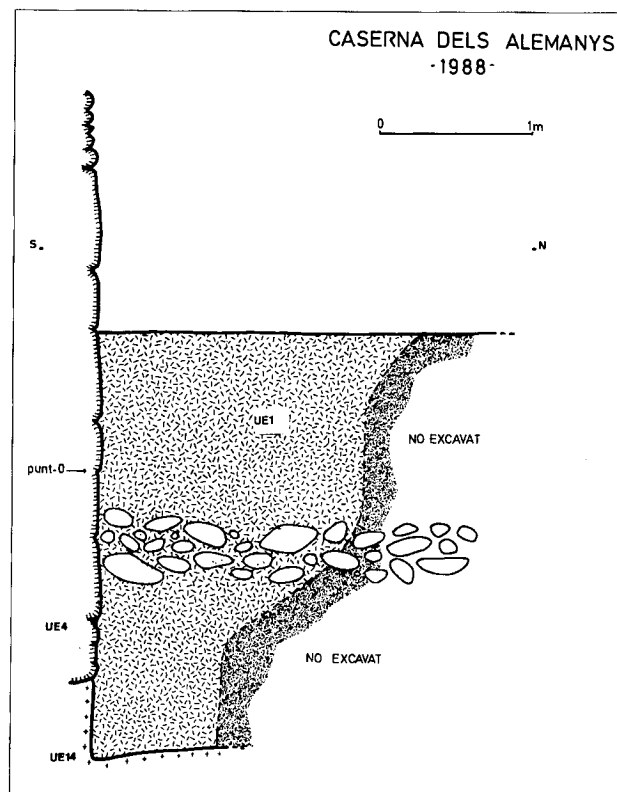 CASERNA DELS ALEMANYS
-1988-
0 1m
S N
UE1
NO EXCAVAT
punt-0
UE4
NO EXCAVAT
UE14